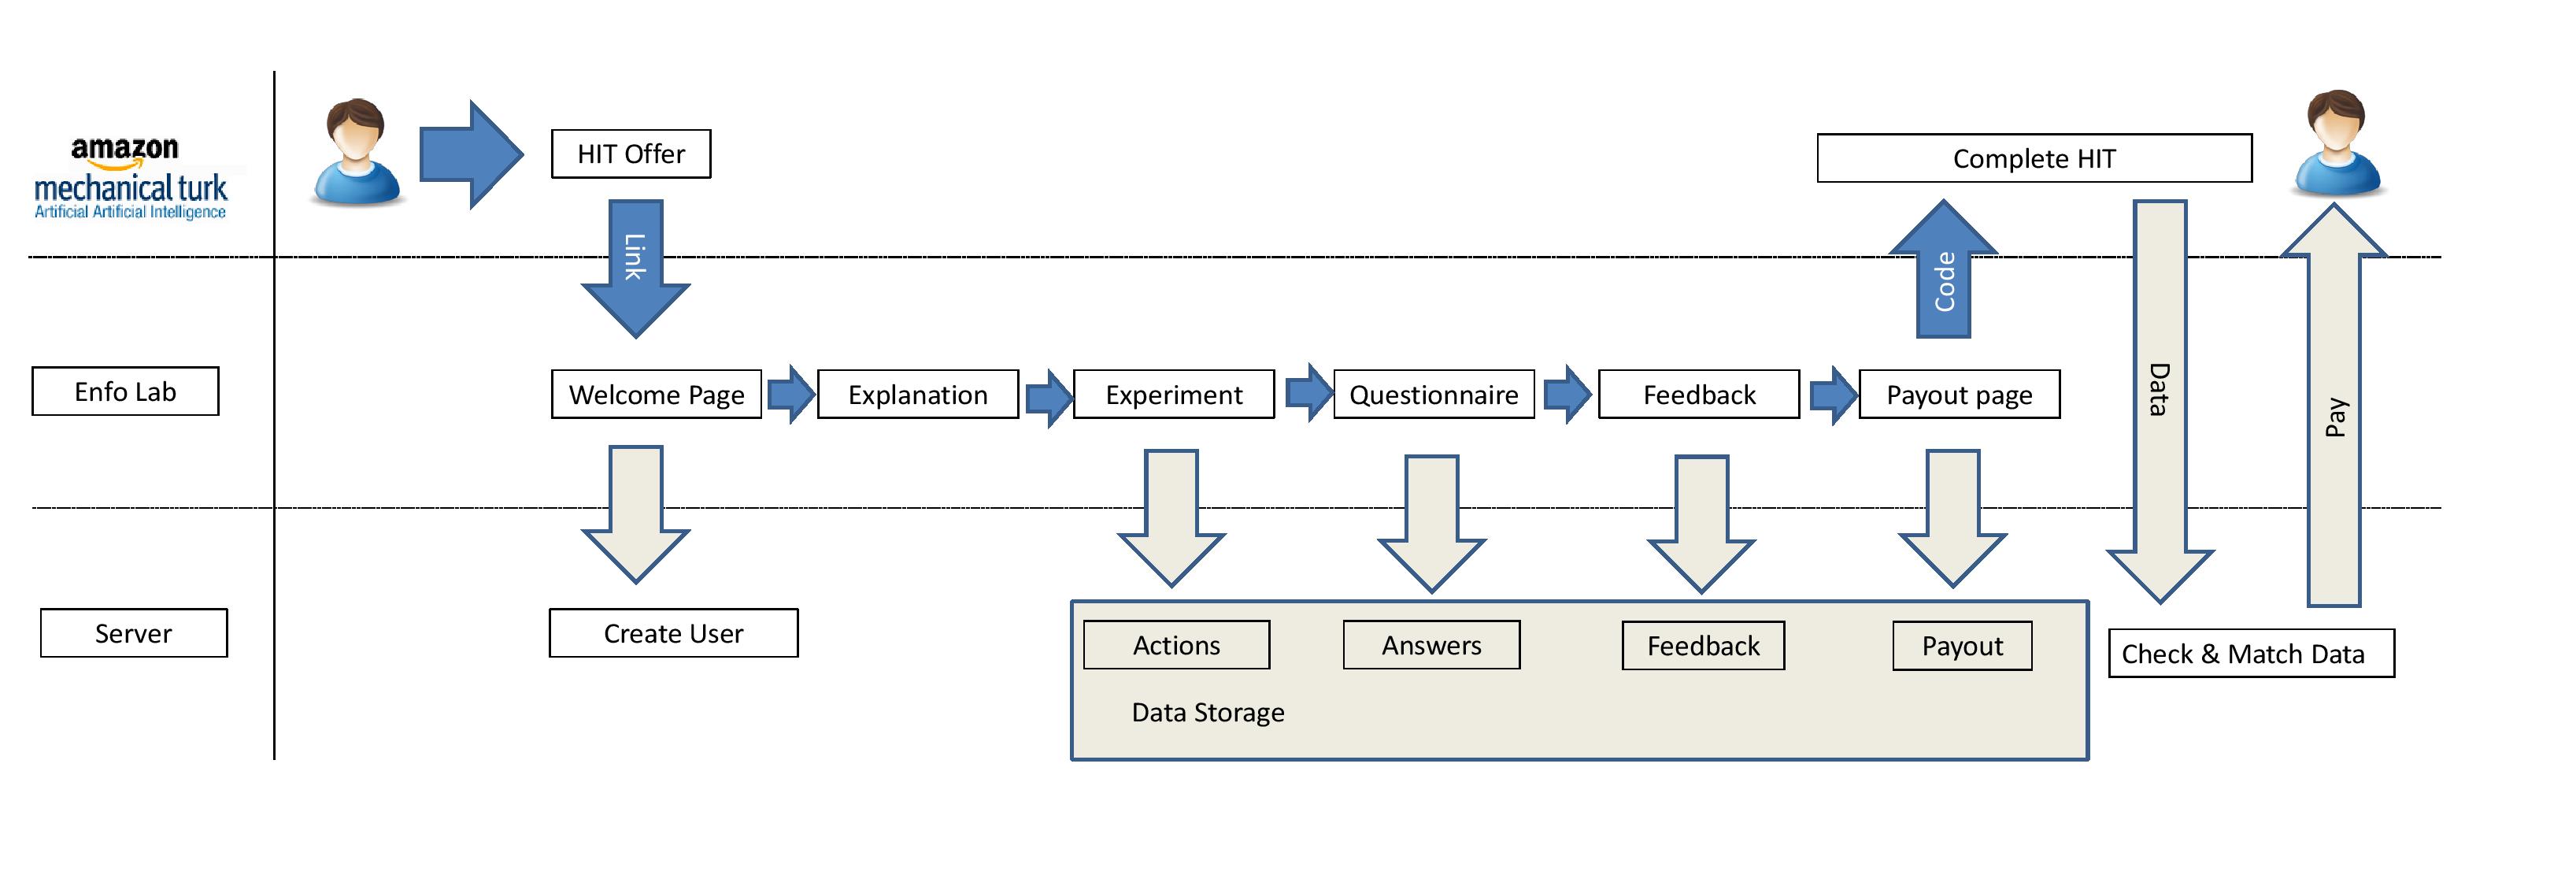 amazon
mechanical turk
Artificial Artificial Intelligence
HIT Offer
Complete HIT
Link
Code
Enfo Lab
Welcome Page
Explanation
Experiment
Questionnaire
Feedback
Payout page
Data
Pay
Server
Create User
Actions
Answers
Feedback
Payout
Check & Match Data
Data Storage